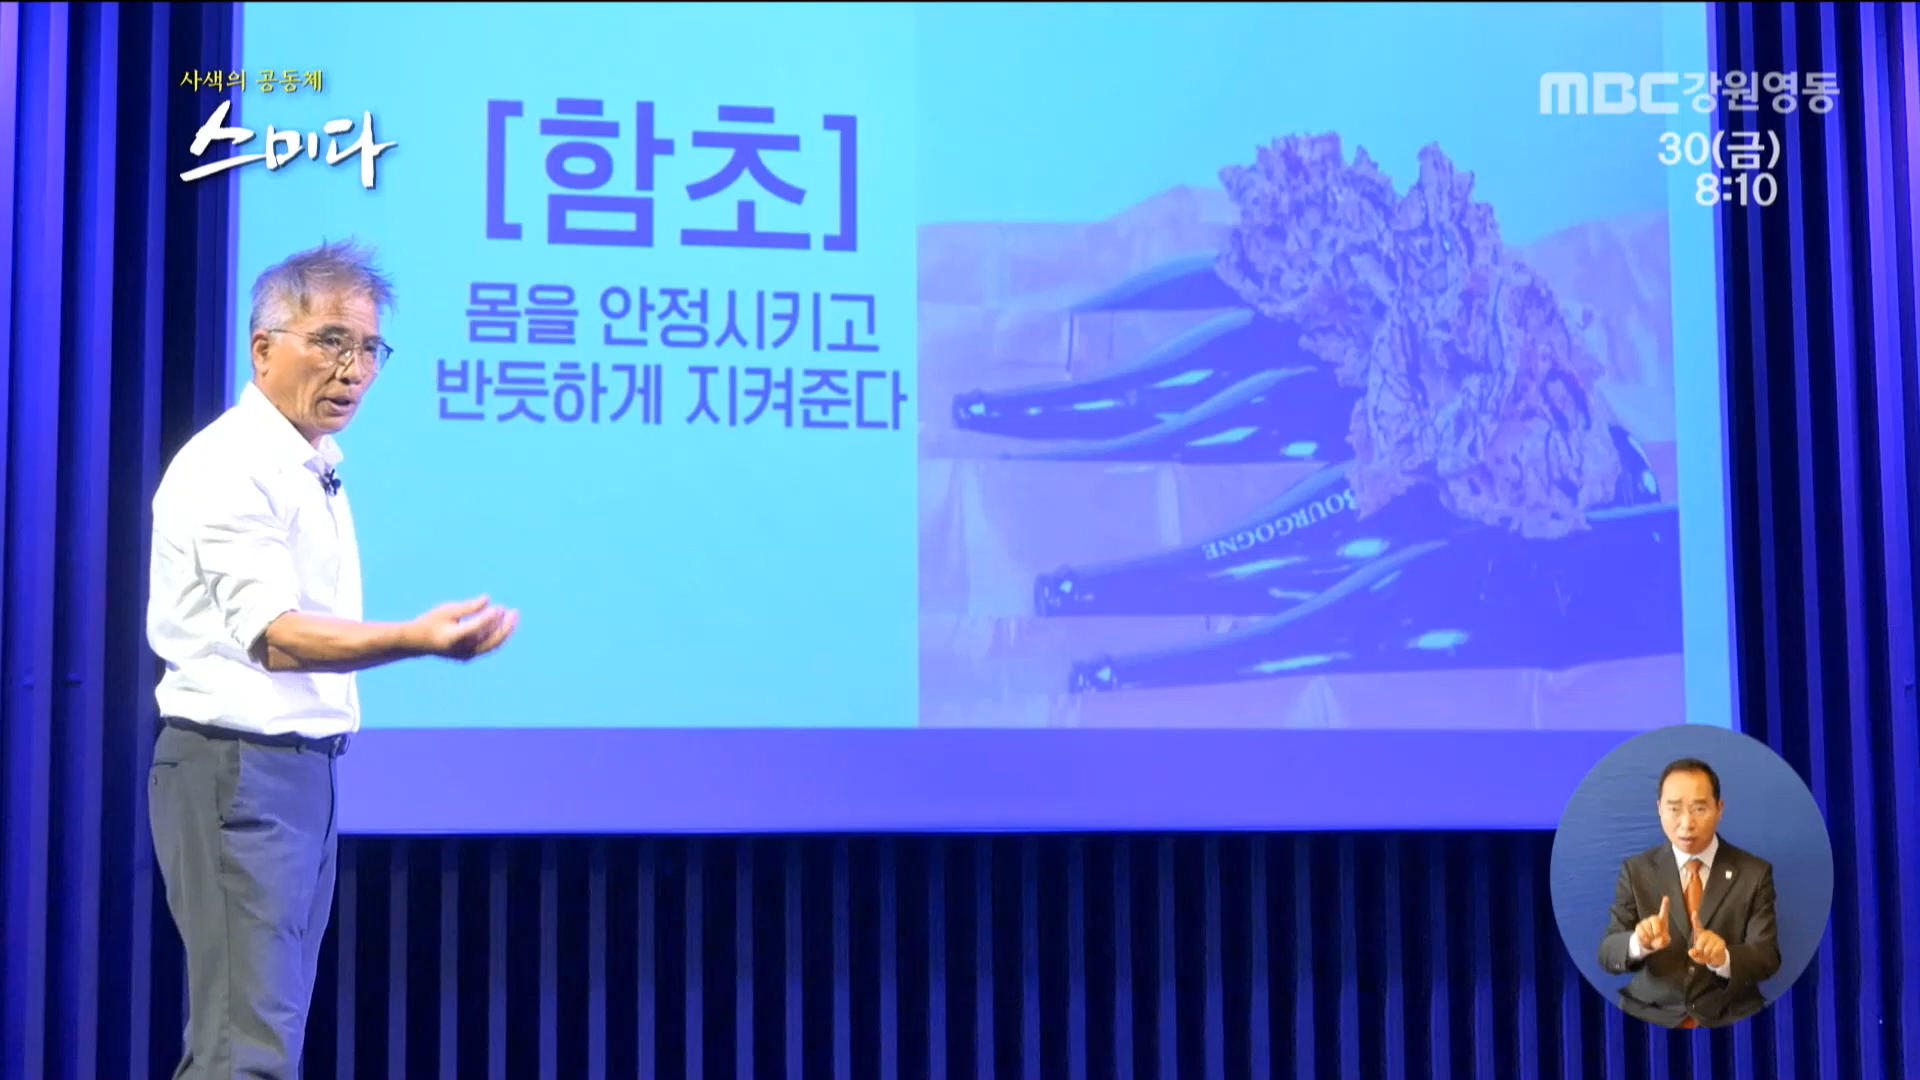 사색의 공동체
스미다
MBC강원영동
30(금)
8:10
[함초]
몸을 안정시키고
반듯하게 지켜준다
BOURGOGNE